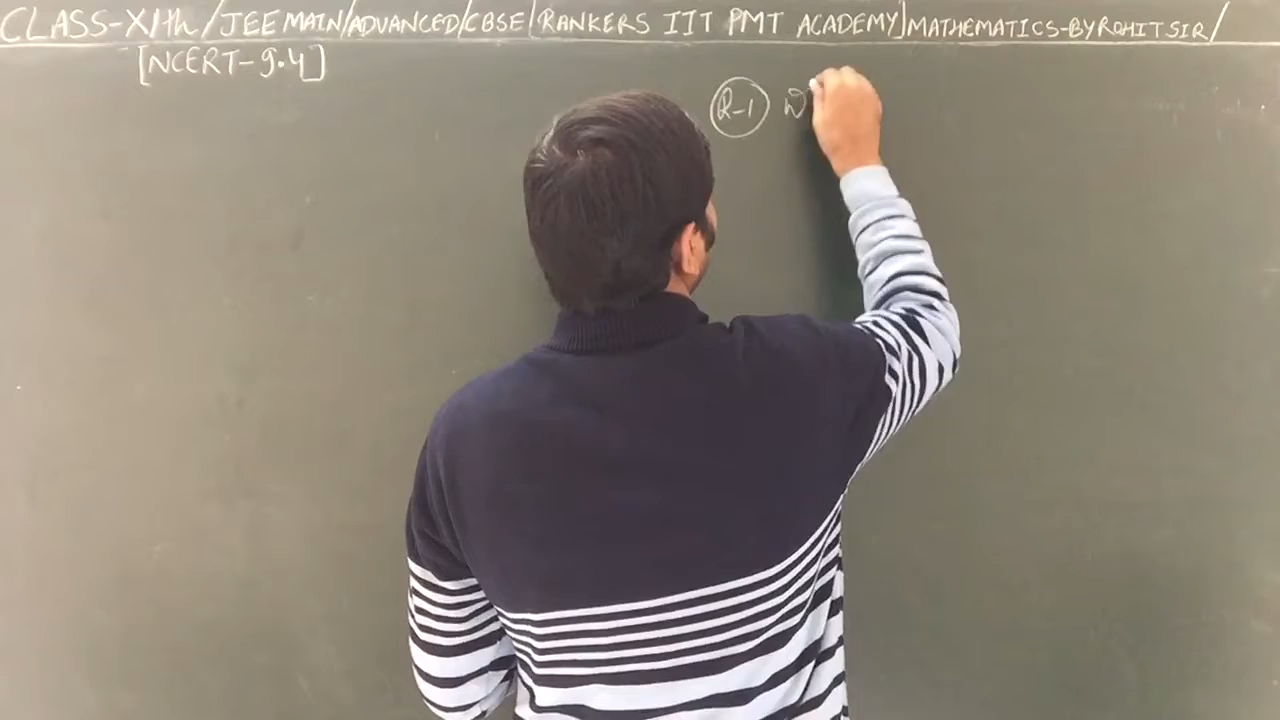 CLASS-XIth/JEE MAIN/ADVANCED/CBSE[RANKERS IIT PMT ACADEMY]MATHEMATICS-BY ROHIT SIR/
[NCERT-9.4]
Q-1